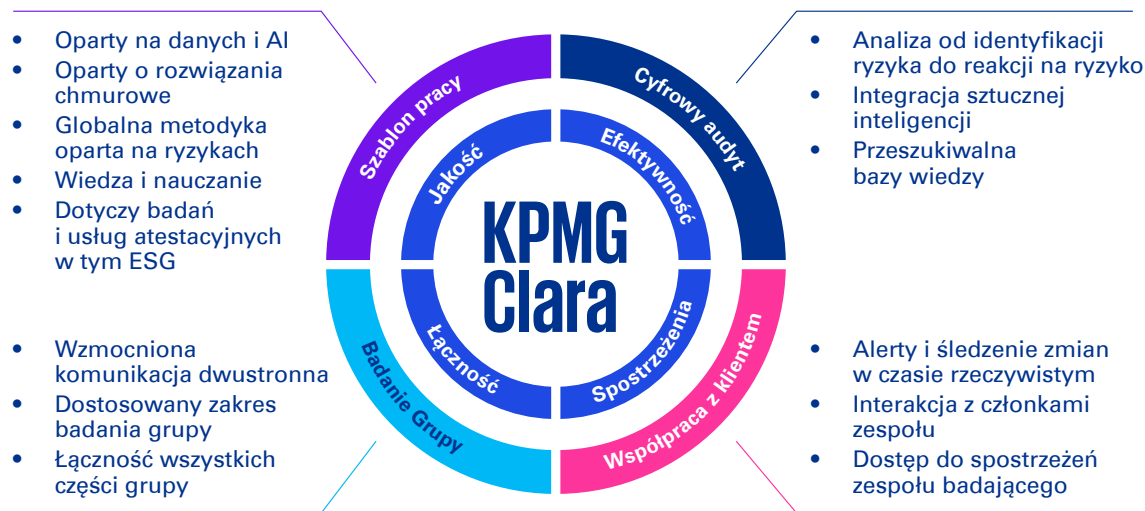 • Oparty na danych i AI
• Oparty o rozwiązania
chmurowe
• Globalna metodyka
oparta na ryzykach
• Wiedza i nauczanie
• Dotyczy badań
i usług atestacyjnych
w tym ESG
Szablon pracy
Cyfrowy audyt
Jakość
Efektywność
KPMG
Clara
Łączność
Spostrzeżenia
Badanie Grupy
Współpraca z klientem
• Analiza od identyfikacji
ryzyka do reakcji na ryzyko
• Integracja sztucznej
inteligencji
• Przeszukiwalna
bazy wiedzy
• Wzmocniona
komunikacja dwustronna
• Dostosowany zakres
badania grupy
• Łączność wszystkich
części grupy
• Alerty i śledzenie zmian
w czasie rzeczywistym
• Interakcja z członkami
zespołu
• Dostęp do spostrzeżeń
zespołu badającego